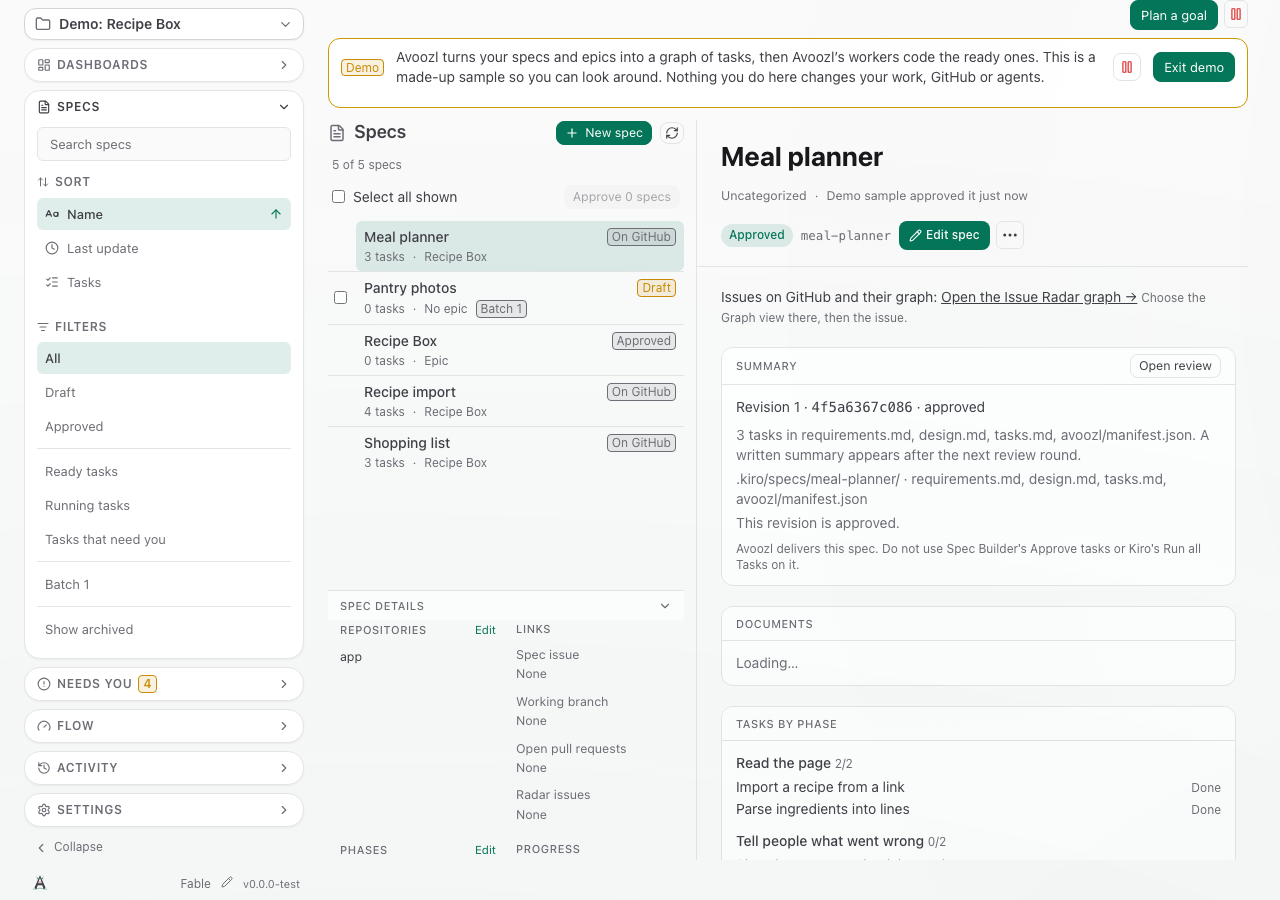 Demo: Recipe Box
DASHBOARDS
SPECS
Search specs
SORT
Aa Name
Last update
Tasks
FILTERS
All
Draft
Approved
Ready tasks
Running tasks
Tasks that need you
Batch 1
Show archived
NEEDS YOU 4
FLOW
ACTIVITY
SETTINGS
Collapse
Fable v0.0.0-test
Plan a goal
Demo
Avoozl turns your specs and epics into a graph of tasks, then Avoozl's workers code the ready ones. This is a
made-up sample so you can look around. Nothing you do here changes your work, GitHub or agents.
Exit demo
Specs
+ New spec
5 of 5 specs
Select all shown
Approve 0 specs
Meal planner On GitHub
3 tasks · Recipe Box
Pantry photos Draft
0 tasks · No epic Batch 1
Recipe Box Approved
0 tasks · Epic
Recipe import On GitHub
4 tasks · Recipe Box
Shopping list On GitHub
3 tasks · Recipe Box
SPEC DETAILS
REPOSITORIES Edit
app
LINKS
Spec issue
None
Working branch
None
Open pull requests
None
Radar issues
None
PHASES Edit
PROGRESS
Meal planner
Uncategorized · Demo sample approved it just now
Approved meal-planner Edit spec
Issues on GitHub and their graph: Open the Issue Radar graph → Choose the
Graph view there, then the issue.
SUMMARY
Open review
Revision 1 · 4f5a6367c086 · approved
3 tasks in requirements.md, design.md, tasks.md, avoozl/manifest.json. A
written summary appears after the next review round.
.kiro/specs/meal-planner/ · requirements.md, design.md, tasks.md,
avoozl/manifest.json
This revision is approved.
Avoozl delivers this spec. Do not use Spec Builder's Approve tasks or Kiro's Run all
Tasks on it.
DOCUMENTS
Loading...
TASKS BY PHASE
Read the page 2/2
Import a recipe from a link Done
Parse ingredients into lines Done
Tell people what went wrong 0/2